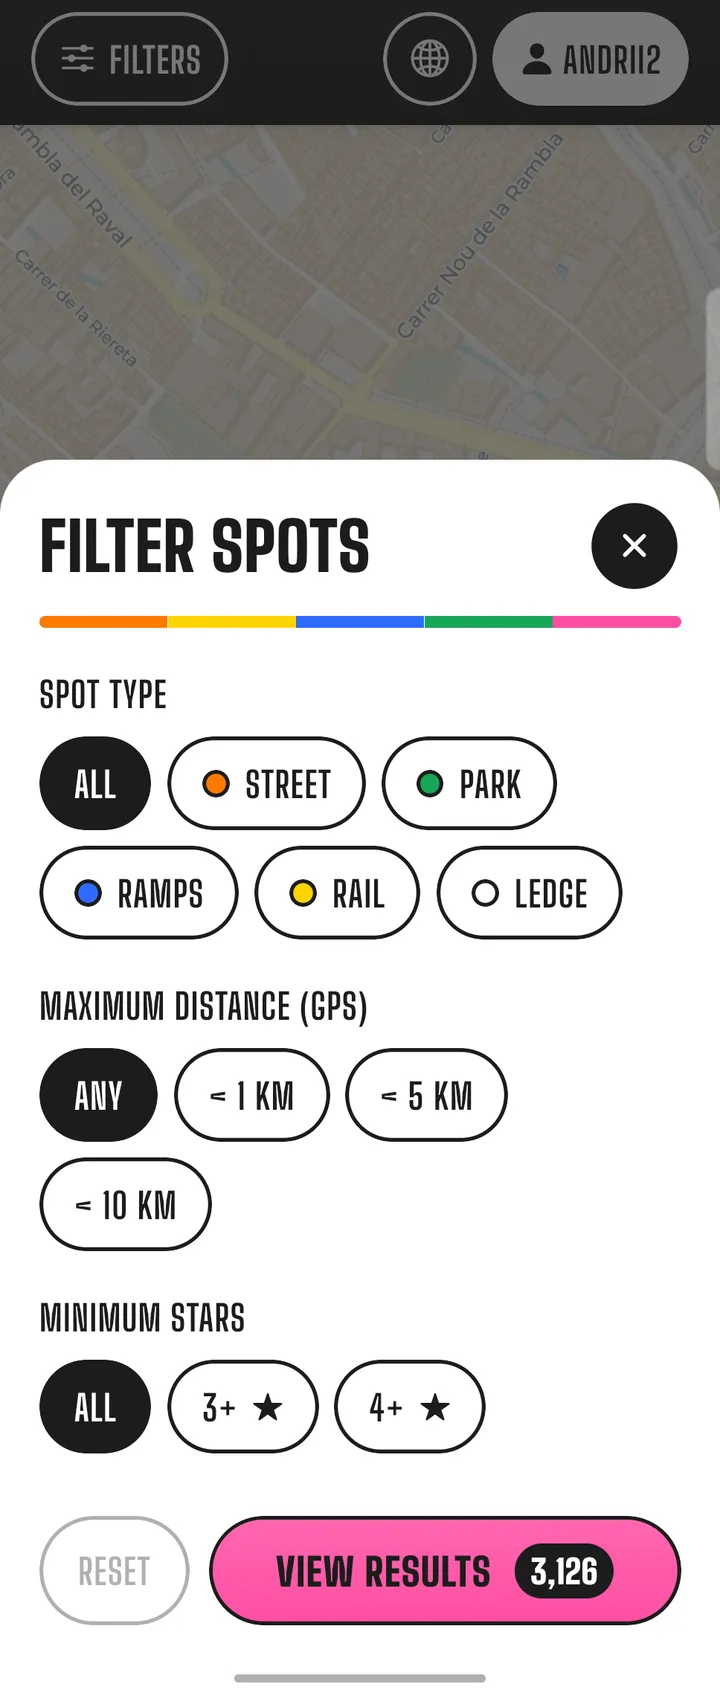 FILTERS
ANDRII2
Carrer Nou de la Rambla
ambla del Raval
Carrer de la Riereta
FILTER SPOTS
SPOT TYPE
ALL
STREET
PARK
RAMPS
RAIL
LEDGE
MAXIMUM DISTANCE (GPS)
ANY
< 1 KM
< 5 KM
< 10 KM
MINIMUM STARS
ALL
3+ ★
4+ ★
RESET
VIEW RESULTS 3,126